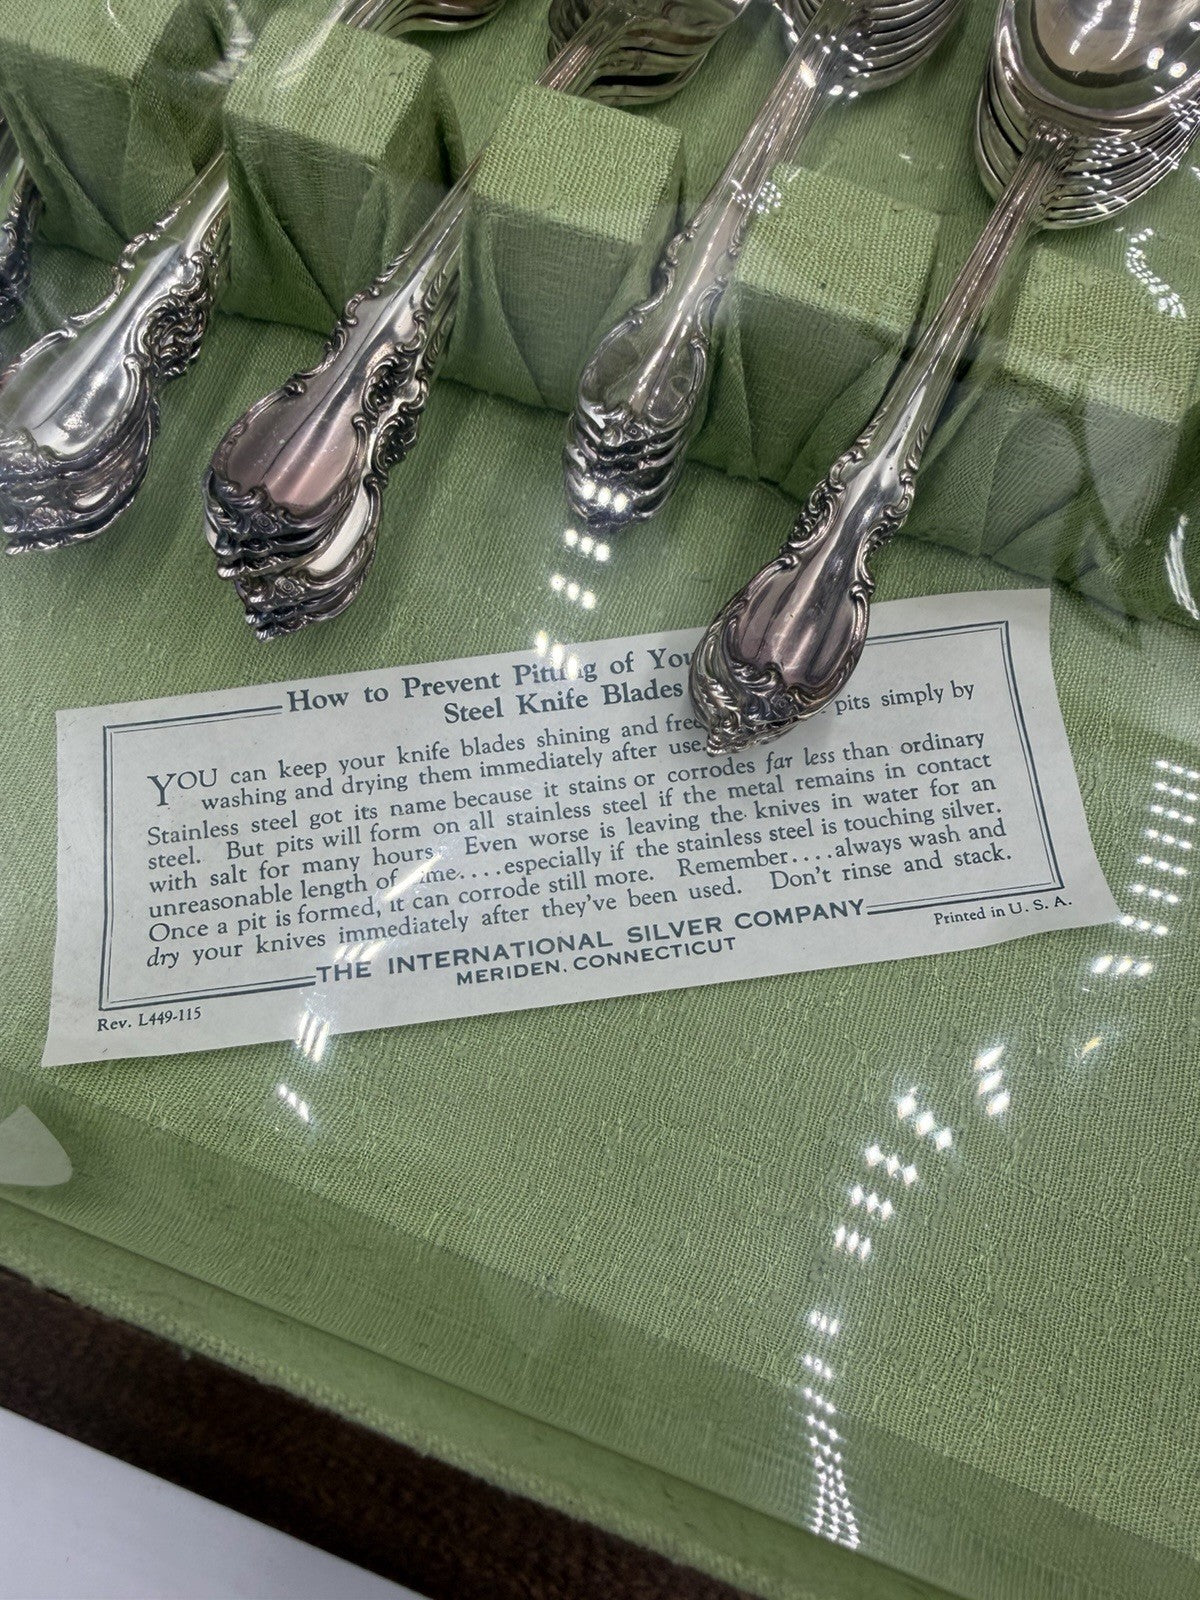 How to Prevent Pitting of You
Steel Knife Blades
YOU can keep your knife blades shining and free pits simply by
washing and drying them immediately after use.
Stainless steel got its name because it stains or corrodes far less than ordinary
steel. But pits will form on all stainless steel if the metal remains in contact
with salt for many hours. Even worse is leaving the knives in water for an
unreasonable length of ime....especially if the stainless steel is touching silver.
Once a pit is formed, it can corrode still more. Remember....always wash and
dry your knives immediately after they've been used. Don't rinse and stack.
THE INTERNATIONAL SILVER COMPANY
MERIDEN, CONNECTICUT
Printed in U. S. A.
Rev. L449-115